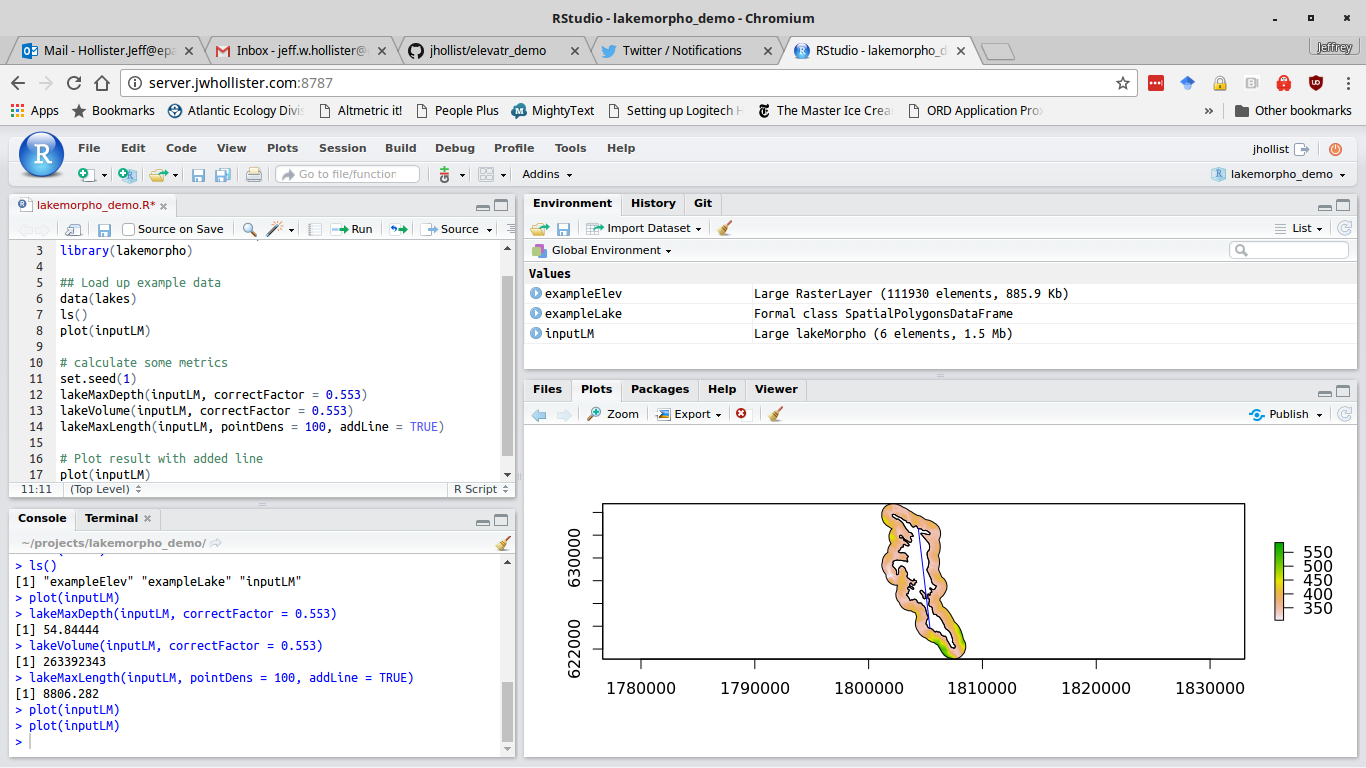 RStudio - lakemorpho_demo - Chromium
Mail - Hollister.Jeff@epa
Inbox - jeff.w.hollister@
jhollist/elevatr_demo
Twitter / Notifications
RStudio - lakemorpho_d
Jeffrey
server.jwhollister.com:8787
Apps
Bookmarks
Atlantic Ecology Divis
Altmetric it!
People Plus
MightyText
Setting up Logitech H
The Master Ice Crea
ORD Application Pro
»
Other bookmarks
R
File Edit Code View Plots Session Build Debug Profile Tools Help
jhollist
Go to file/function
Addins
lakemorpho_demo
lakemorpho_demo.R*
Source on Save
Run
Source
3 library(lakemorpho)
4
5 ## Load up example data
6 data(lakes)
7 ls()
8 plot(inputLM)
9
10 # calculate some metrics
11 set.seed(1)
12 lakeMaxDepth(inputLM, correctFactor = 0.553)
13 lakeVolume(inputLM, correctFactor = 0.553)
14 lakeMaxLength(inputLM, pointDens = 100, addLine = TRUE)
15
16 # Plot result with added line
17 plot(inputLM)
11:11 (Top Level) R Script
Console Terminal
~/projects/lakemorpho_demo/
> ls()
[1] "exampleElev" "exampleLake" "inputLM"
> plot(inputLM)
> lakeMaxDepth(inputLM, correctFactor = 0.553)
[1] 54.84444
> lakeVolume(inputLM, correctFactor = 0.553)
[1] 263392343
> lakeMaxLength(inputLM, pointDens = 100, addLine = TRUE)
[1] 8806.282
> plot(inputLM)
> plot(inputLM)
>
Environment History Git
Import Dataset
List
Global Environment
Values
exampleElev Large RasterLayer (111930 elements, 885.9 Kb)
exampleLake Formal class SpatialPolygonsDataFrame
inputLM Large lakeMorpho (6 elements, 1.5 Mb)
Files Plots Packages Help Viewer
Zoom Export
Publish
630000
622000
1780000 1790000 1800000 1810000 1820000 1830000
550
500
450
400
350